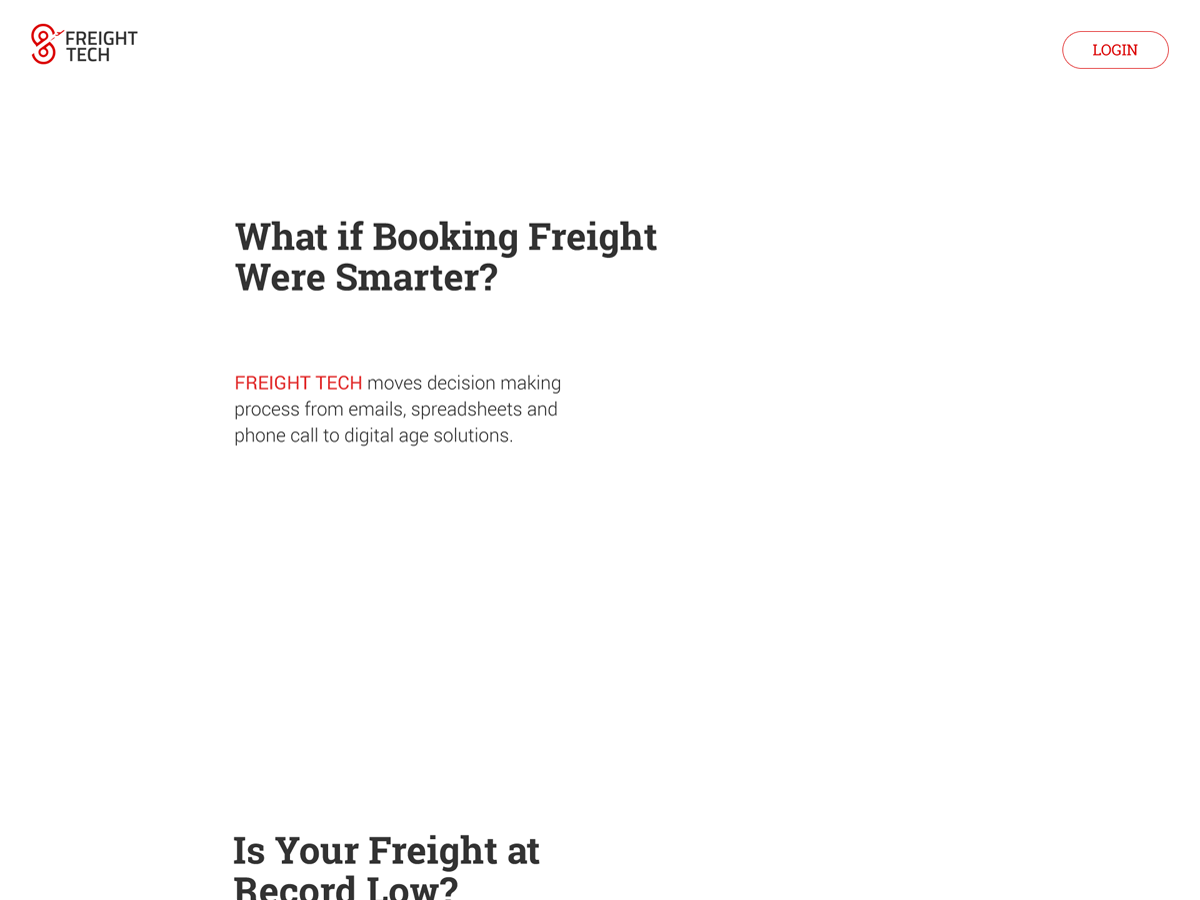 FREIGHT
TECH
LOGIN
What if Booking Freight
Were Smarter?
FREIGHT TECH moves decision making
process from emails, spreadsheets and
phone call to digital age solutions.
Is Your Freight at
Record Low?